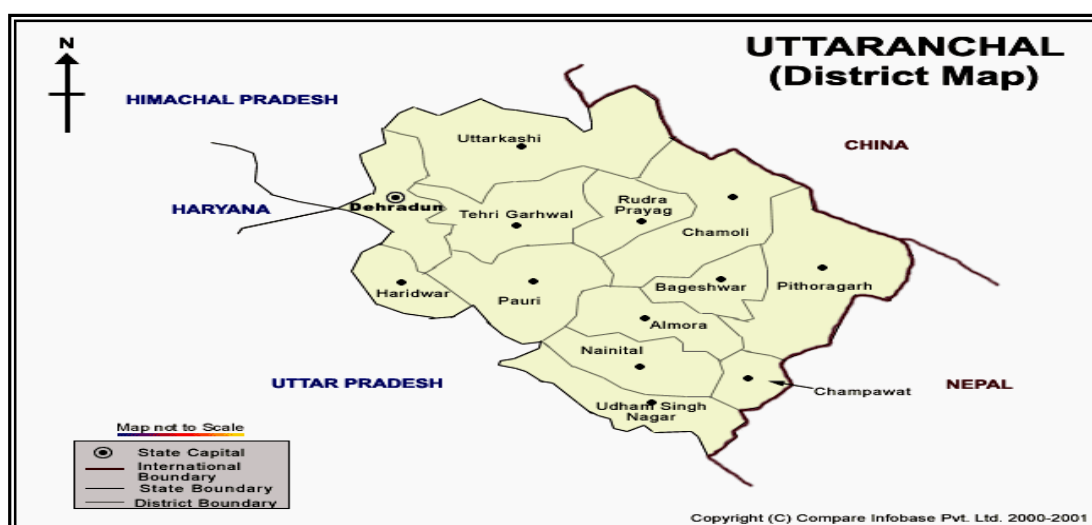 UTTARANCHAL
(District Map)
N
HIMACHAL PRADESH
CHINA
Uttarkashi
HARYANA
Dehradun
Tehri Garhwal
Rudra
Prayag
Chamoli
Haridwar
Pauri
Bageshwar
Pithoragarh
Almora
Nainital
UTTAR PRADESH
Champawat
NEPAL
Udham Singh
Nagar
Map not to Scale
State Capital
International
Boundary
State Boundary
District Boundary
Copyright (C) Compare Infobase Pvt. Ltd. 2000-2001